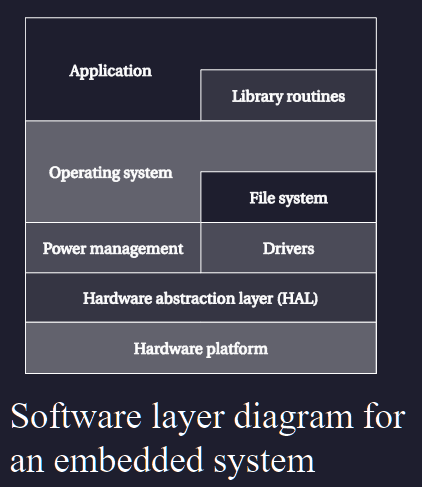 Application
Library routines
Operating system
File system
Power management
Drivers
Hardware abstraction layer (HAL)
Hardware platform
Software layer diagram for
an embedded system